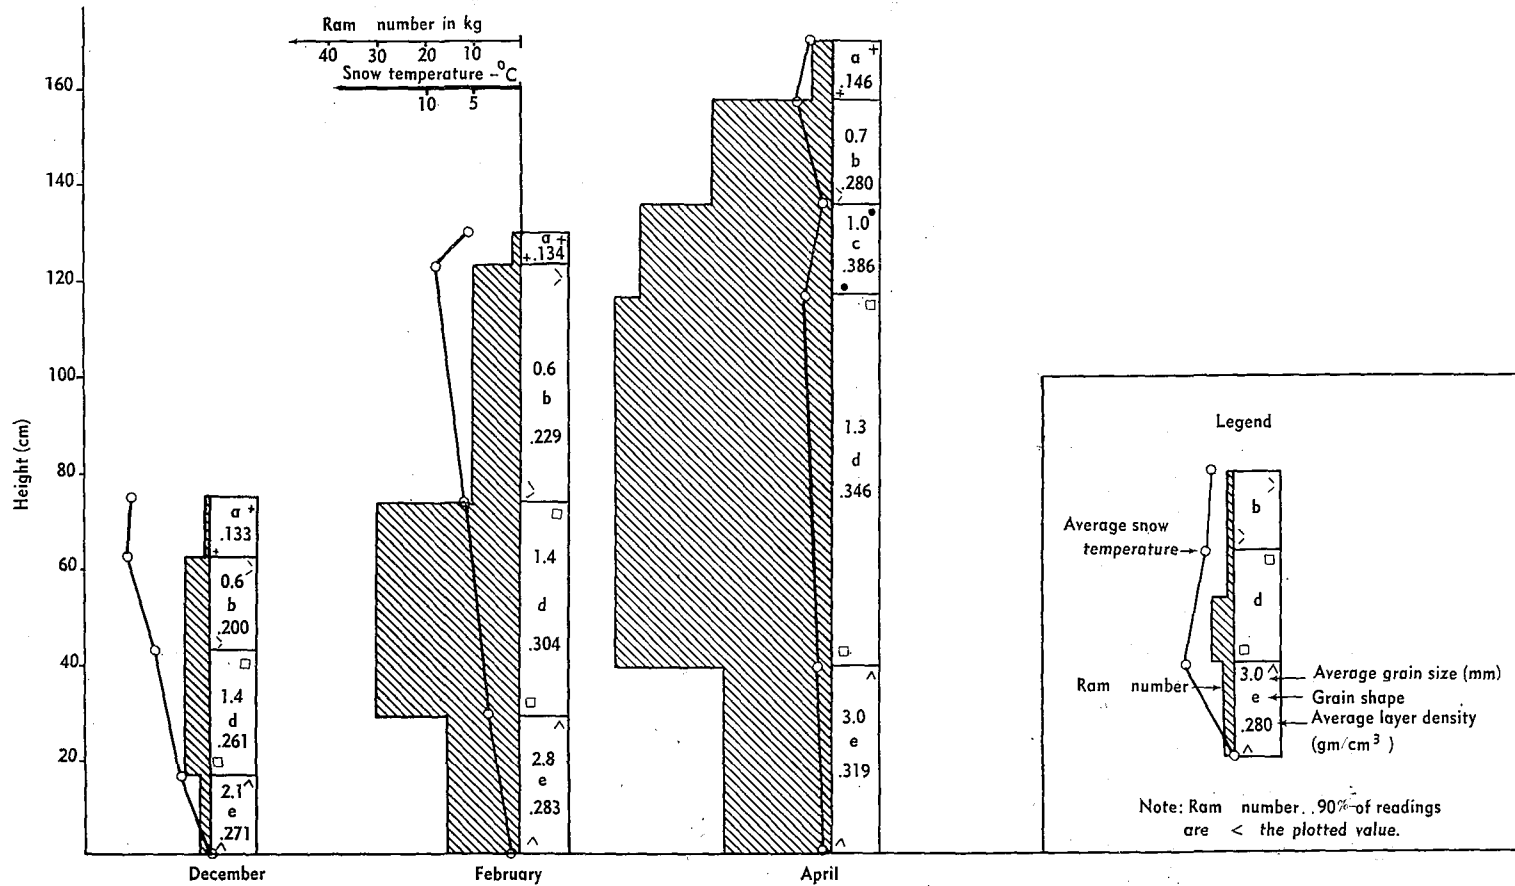 Ram number in kg
40 30 20 10
Snow temperature -°C
10 5
Height (cm)
160
140
120
100
80
60
40
20
a +
.133
+
0.6
b
.200
1.4
d
.261
2.1 ^
e
.271
^
December
a +
+ .134
0.6
b
.229
1.4
d
.304
^
2.8
e
.283
^
February
a +
.146
+
0.7
b
.280
1.0
c
.386
1.3
d
.346
^
3.0
e
.319
^
April
Legend
b
d
3.0 ^
e
.280
^
Average snow
temperature
Ram number
Average grain size (mm)
Grain shape
Average layer density
(gm/cm³ )
Note: Ram number. .90% of readings
are < the plotted value.